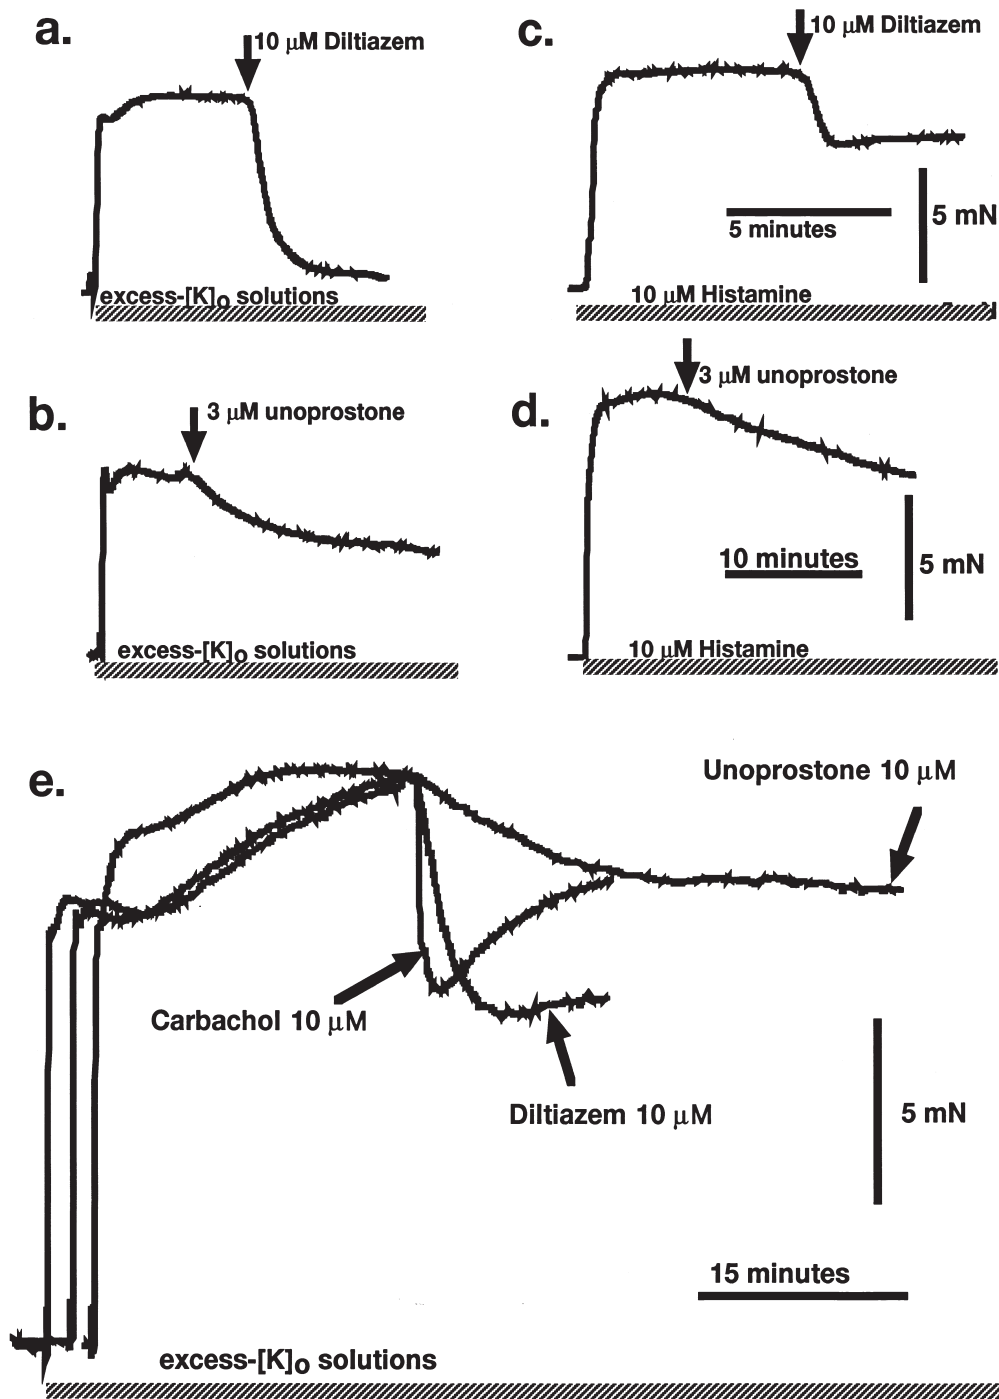 a.
10 μM Diltiazem
excess-[K]o solutions
c.
10 μM Diltiazem
5 minutes
5 mN
10 μM Histamine
b.
3 μM unoprostone
excess-[K]o solutions
d.
3 μM unoprostone
10 minutes
5 mN
10 μM Histamine
e.
Unoprostone 10 μM
Carbachol 10 μM
Diltiazem 10 μM
5 mN
15 minutes
excess-[K]o solutions